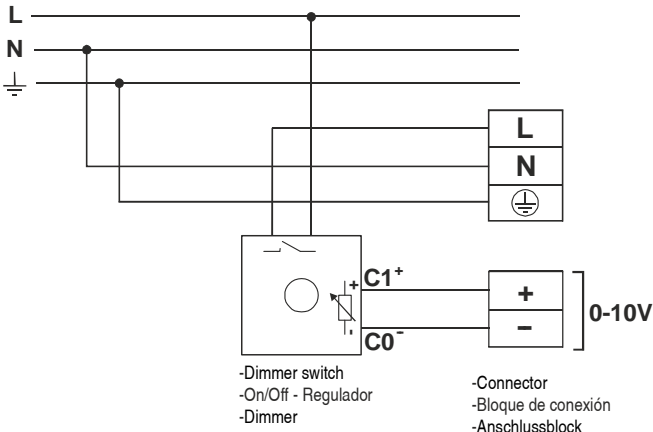 L
N
L
N
C1+
+
-
C0-
+
−
0-10V
-Dimmer switch
-On/Off - Regulador
-Dimmer
-Connector
-Bloque de conexión
-Anschlussblock